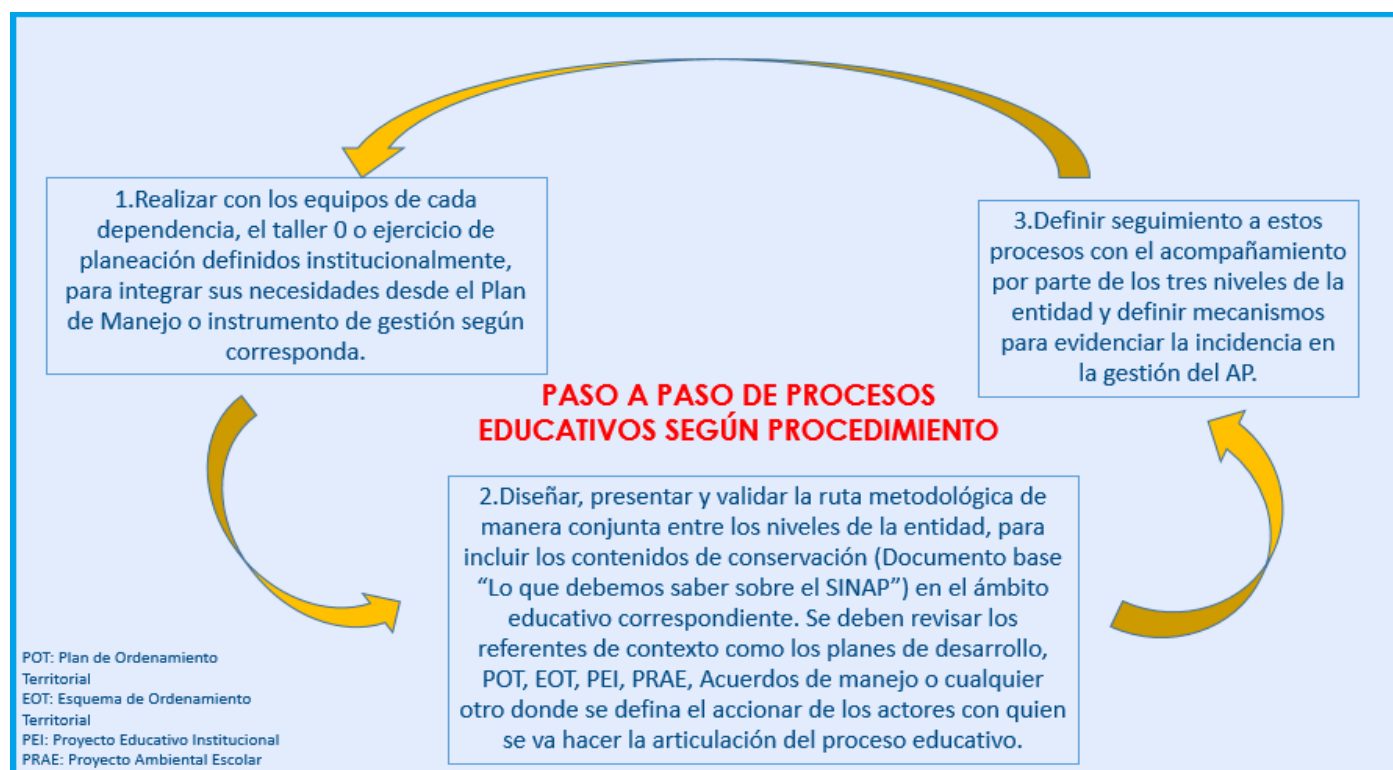 1.Realizar con los equipos de cada
dependencia, el taller 0 o ejercicio de
planeación definidos institucionalmente,
para integrar sus necesidades desde el Plan
de Manejo o instrumento de gestión según
corresponda.
3.Definir seguimiento a estos
procesos con el acompañamiento
por parte de los tres niveles de la
entidad y definir mecanismos
para evidenciar la incidencia en
la gestión del AP.
PASO A PASO DE PROCESOS
EDUCATIVOS SEGÚN PROCEDIMIENTO
2.Diseñar, presentar y validar la ruta metodológica de
manera conjunta entre los niveles de la entidad, para
incluir los contenidos de conservación (Documento base
“Lo que debemos saber sobre el SINAP”) en el ámbito
educativo correspondiente. Se deben revisar los
referentes de contexto como los planes de desarrollo,
POT, EOT, PEI, PRAE, Acuerdos de manejo o cualquier
otro donde se defina el accionar de los actores con quien
se va hacer la articulación del proceso educativo.
POT: Plan de Ordenamiento
Territorial
EOT: Esquema de Ordenamiento
Territorial
PEI: Proyecto Educativo Institucional
PRAE: Proyecto Ambiental Escolar